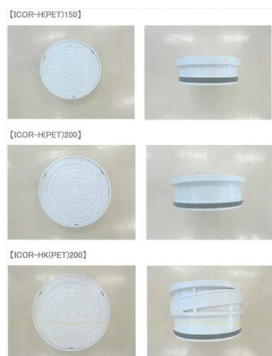 【ICOR-H(PET)150】
【ICOR-H(PET)200】
【ICOR-HK(PET)200】